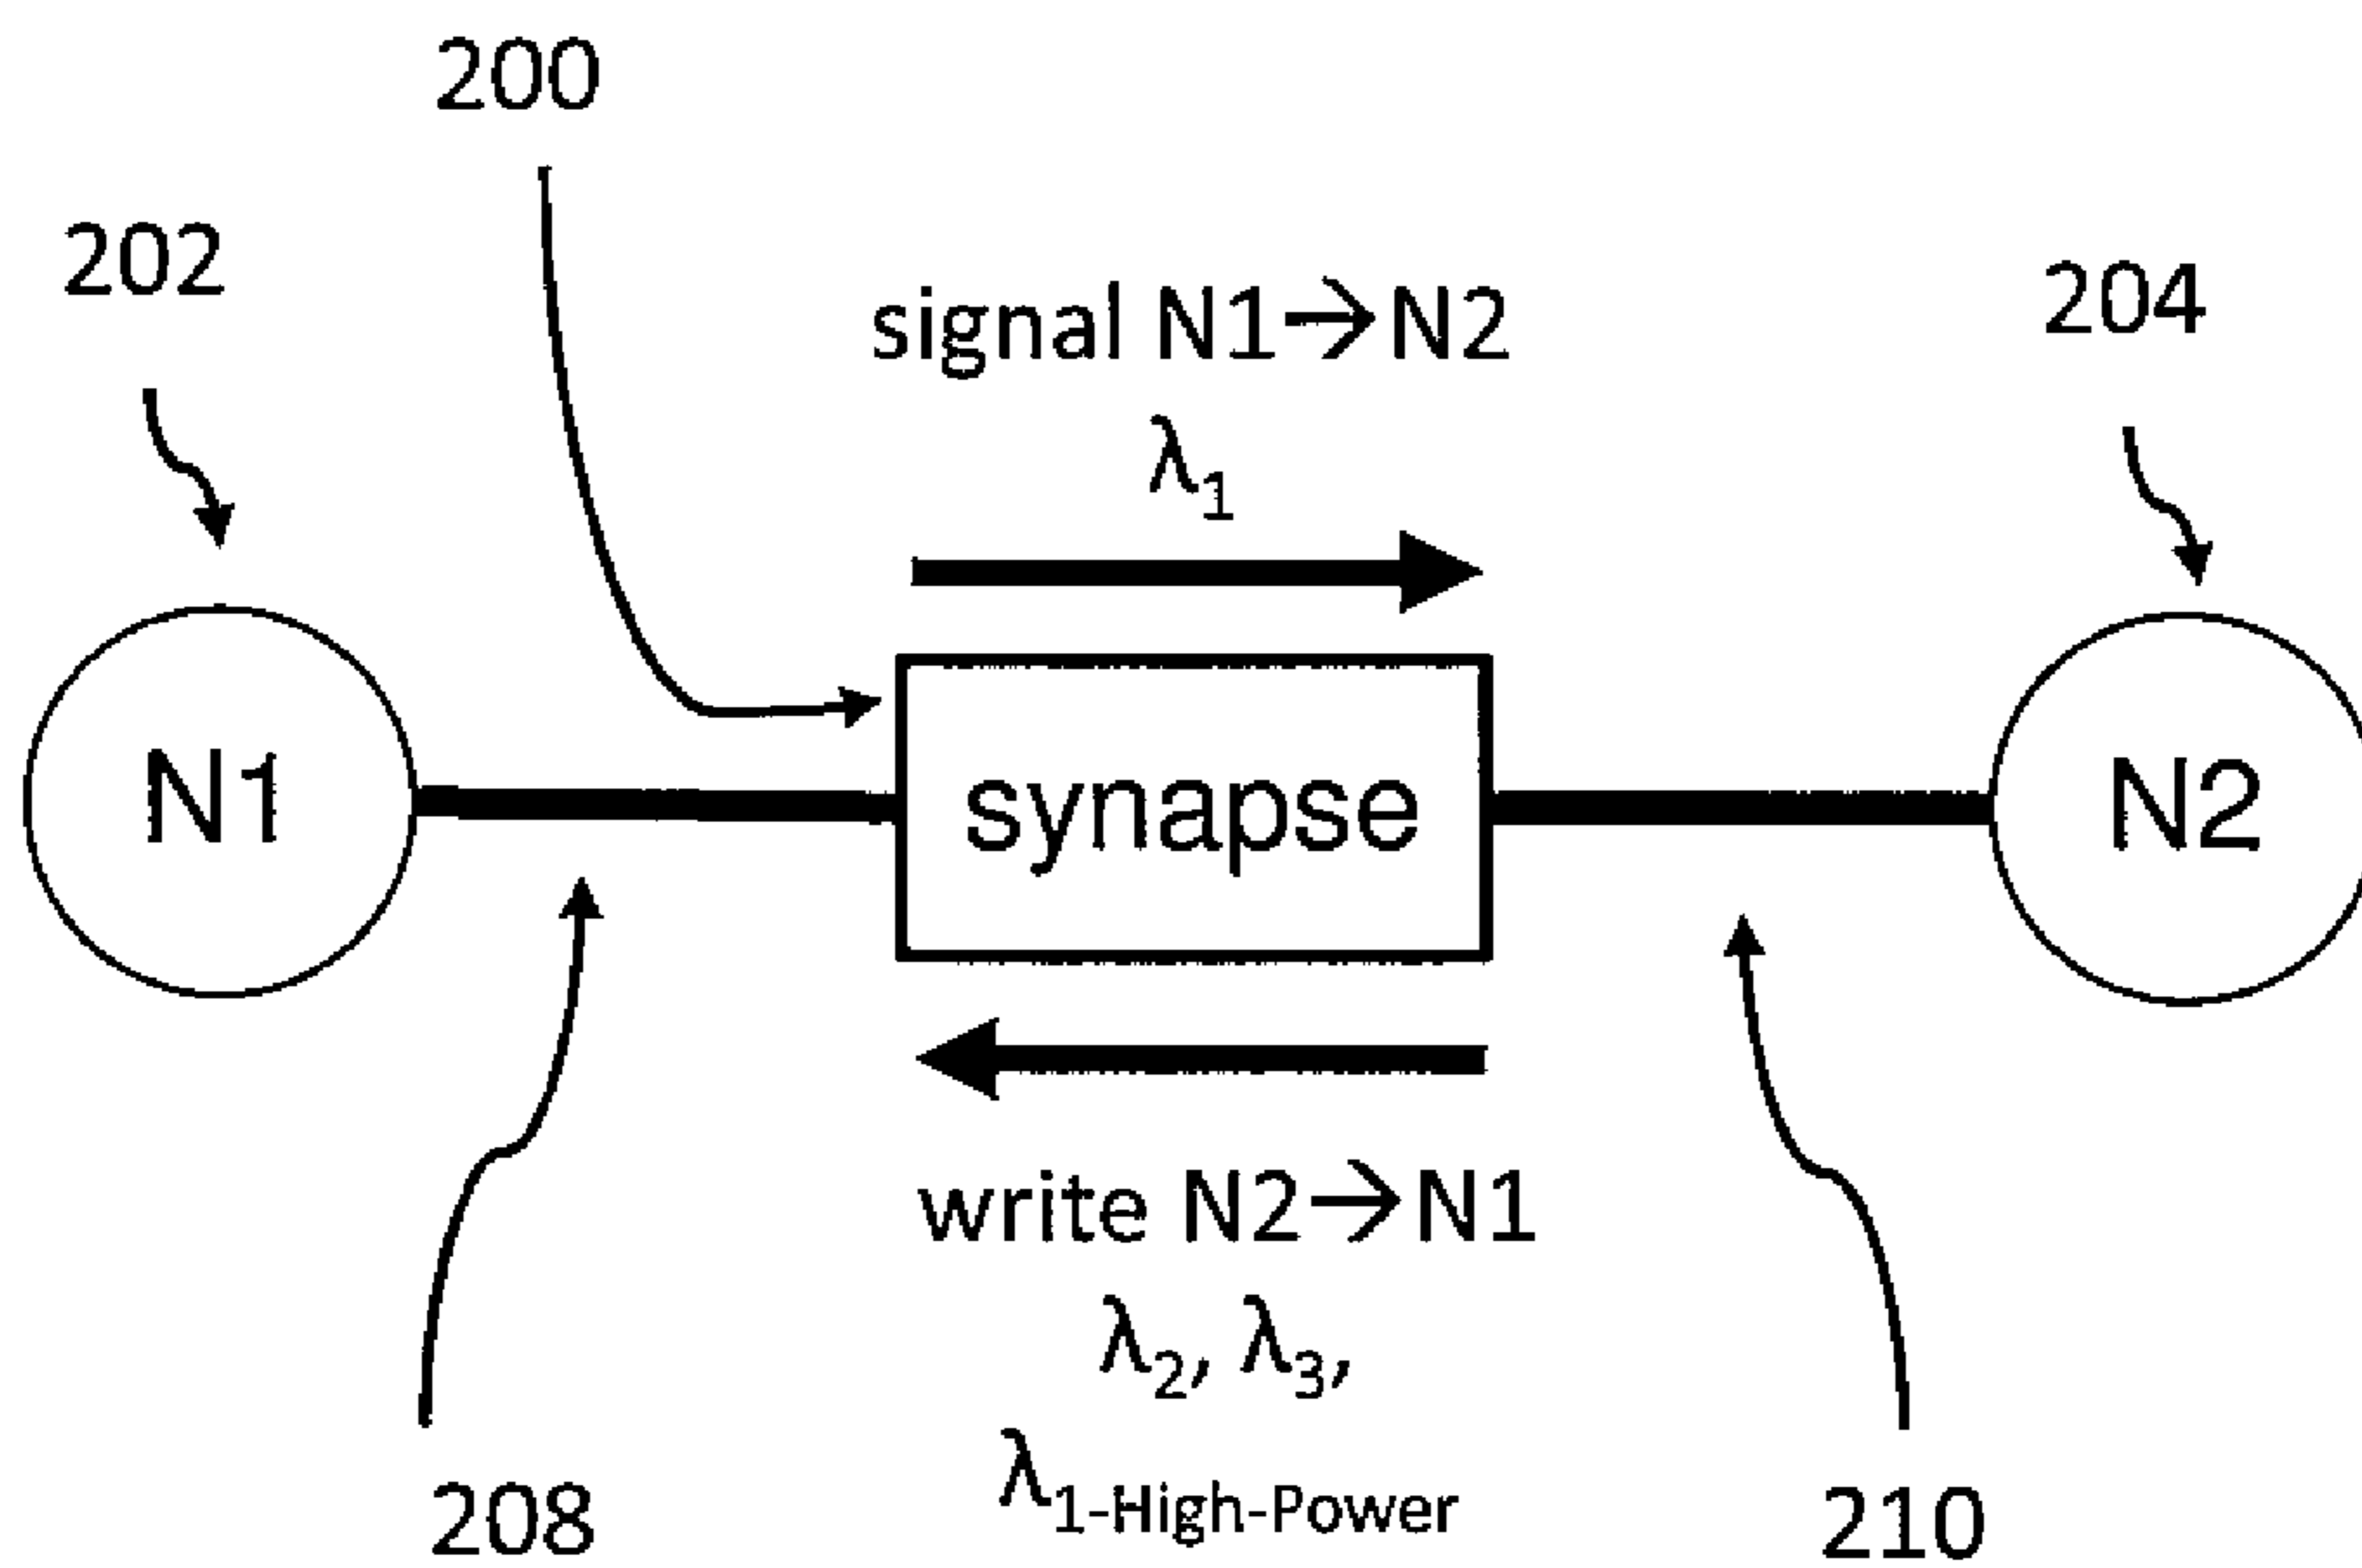 200
202
204
signal N1→N2
λ1
N1
synapse
N2
write N2→N1
λ2, λ3,
λ1-High-Power
208
210